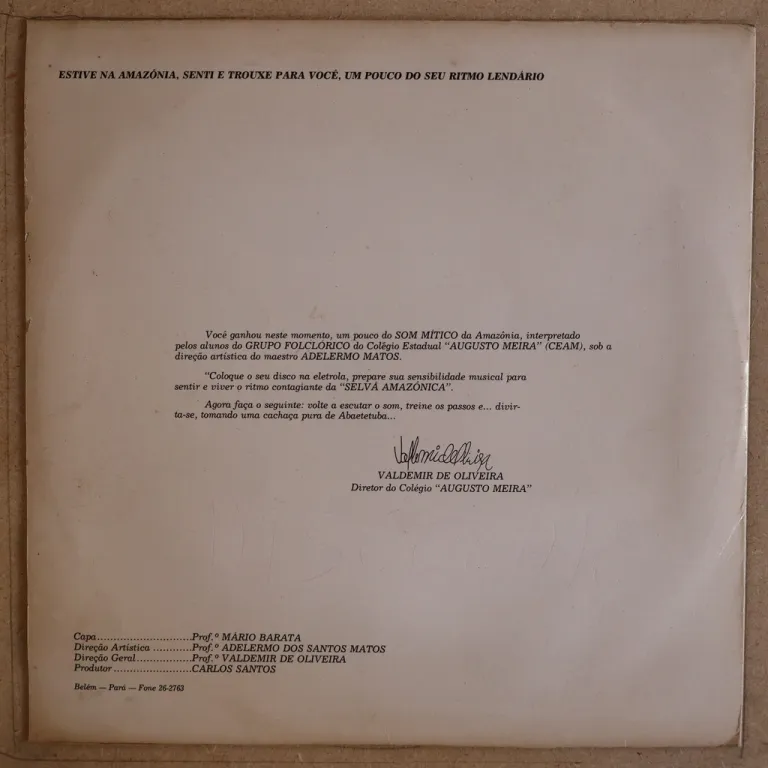 ESTIVE NA AMAZÓNIA, SENTI E TROUXE PARA VOCÊ, UM POUCO DO SEU RITMO LENDÁRIO
Você ganhou neste momento, um pouco do SOM MÍTICO da Amazónia, interpretado
pelos alunos do GRUPO FOLCLÓRICO do Colégio Estadual "AUGUSTO MEIRA" (CEAM), sob a
direção artística do maestro ADELERMO MATOS.
"Coloque o seu disco na eletrola, prepare sua sensibilidade musical para
sentir e viver o ritmo contagiante da "SELVA AMAZÓNICA".
Agora faça o seguinte: volte a escutar o som, treine os passos e... divir-
ta-se, tomando uma cachaça pura de Abaetetuba...
VALDEMIR DE OLIVEIRA
Diretor do Colégio "AUGUSTO MEIRA"
Capa............................Prof.º MÁRIO BARATA
Direção Artística ............Prof.º ADELERMO DOS SANTOS MATOS
Direção Geral.................Prof.º VALDEMIR DE OLIVEIRA
Produtor.......................CARLOS SANTOS
Belém — Pará — Fone 26-2763